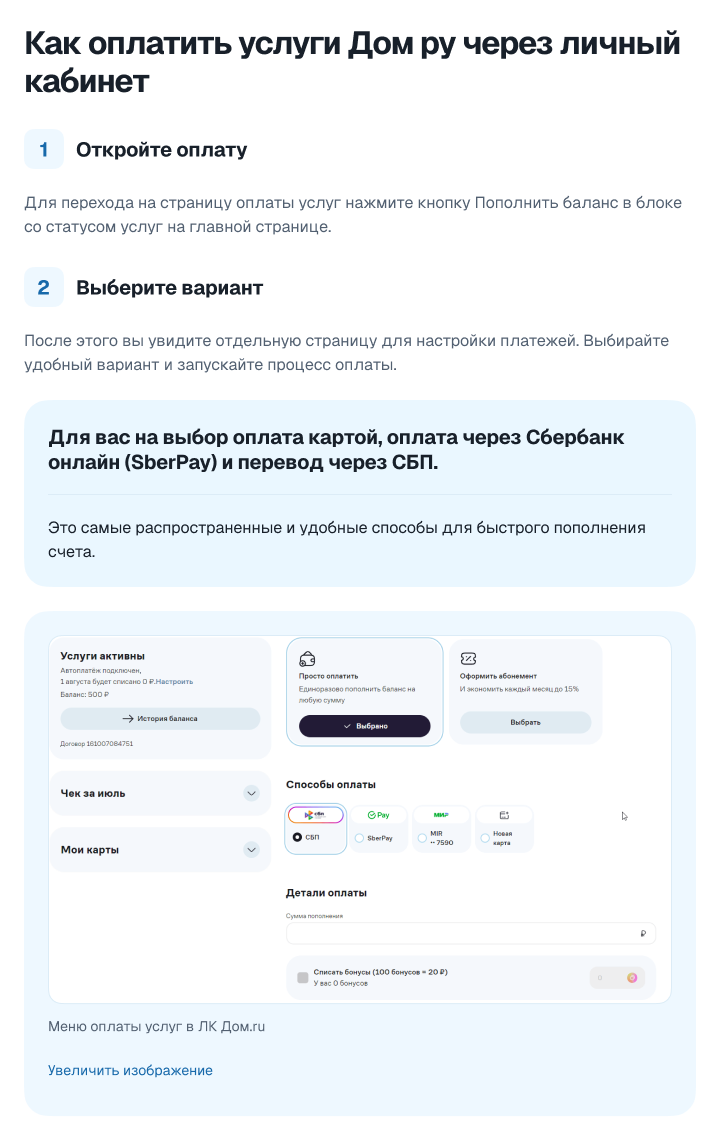 Как оплатить услуги Дом ру через личный
кабинет
1 Откройте оплату
Для перехода на страницу оплаты услуг нажмите кнопку Пополнить баланс в блоке
со статусом услуг на главной странице.
2 Выберите вариант
После этого вы увидите отдельную страницу для настройки платежей. Выбирайте
удобный вариант и запускайте процесс оплаты.
Для вас на выбор оплата картой, оплата через Сбербанк
онлайн (SberPay) и перевод через СБП.
Это самые распространенные и удобные способы для быстрого пополнения
счета.
Услуги активны
Автоплатёж подключен,
1 августа будет списано 0 ₽.Настроить
Баланс: 500 ₽
История баланса
Договор 161007084751
Чек за июль
Мои карты
Просто оплатить
Единоразово пополнить баланс на
любую сумму
Выбрано
Оформить абонемент
И экономить каждый месяц до 15%
Выбрать
Способы оплаты
сбп
СБП
Pay
SberPay
МИР
MIR
•• 7590
Новая
карта
Детали оплаты
Сумма пополнения
₽
Списать бонусы (100 бонусов = 20 ₽)
У вас 0 бонусов
Меню оплаты услуг в ЛК Дом.ru
Увеличить изображение